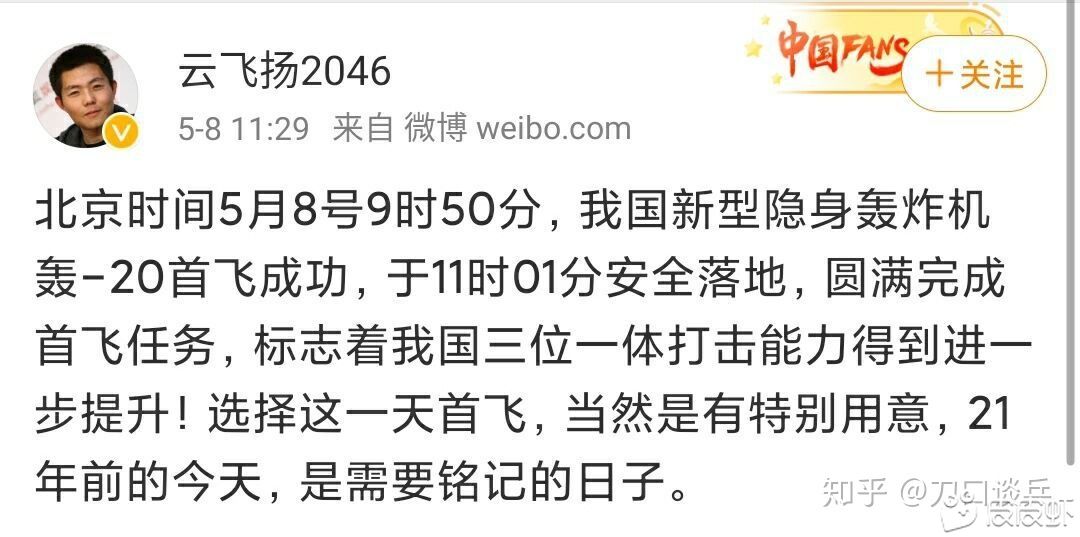 云飞扬2046
中国FANS
+关注
5-8 11:29 来自 微博 weibo.com
北京时间5月8号9时50分，我国新型隐身轰炸机
轰-20首飞成功，于11时01分安全落地，圆满完成
首飞任务，标志着我国三位一体打击能力得到进一
步提升！选择这一天首飞，当然是有特别用意，21
年前的今天，是需要铭记的日子。
知乎 @刀口谈兵
皮皮虾